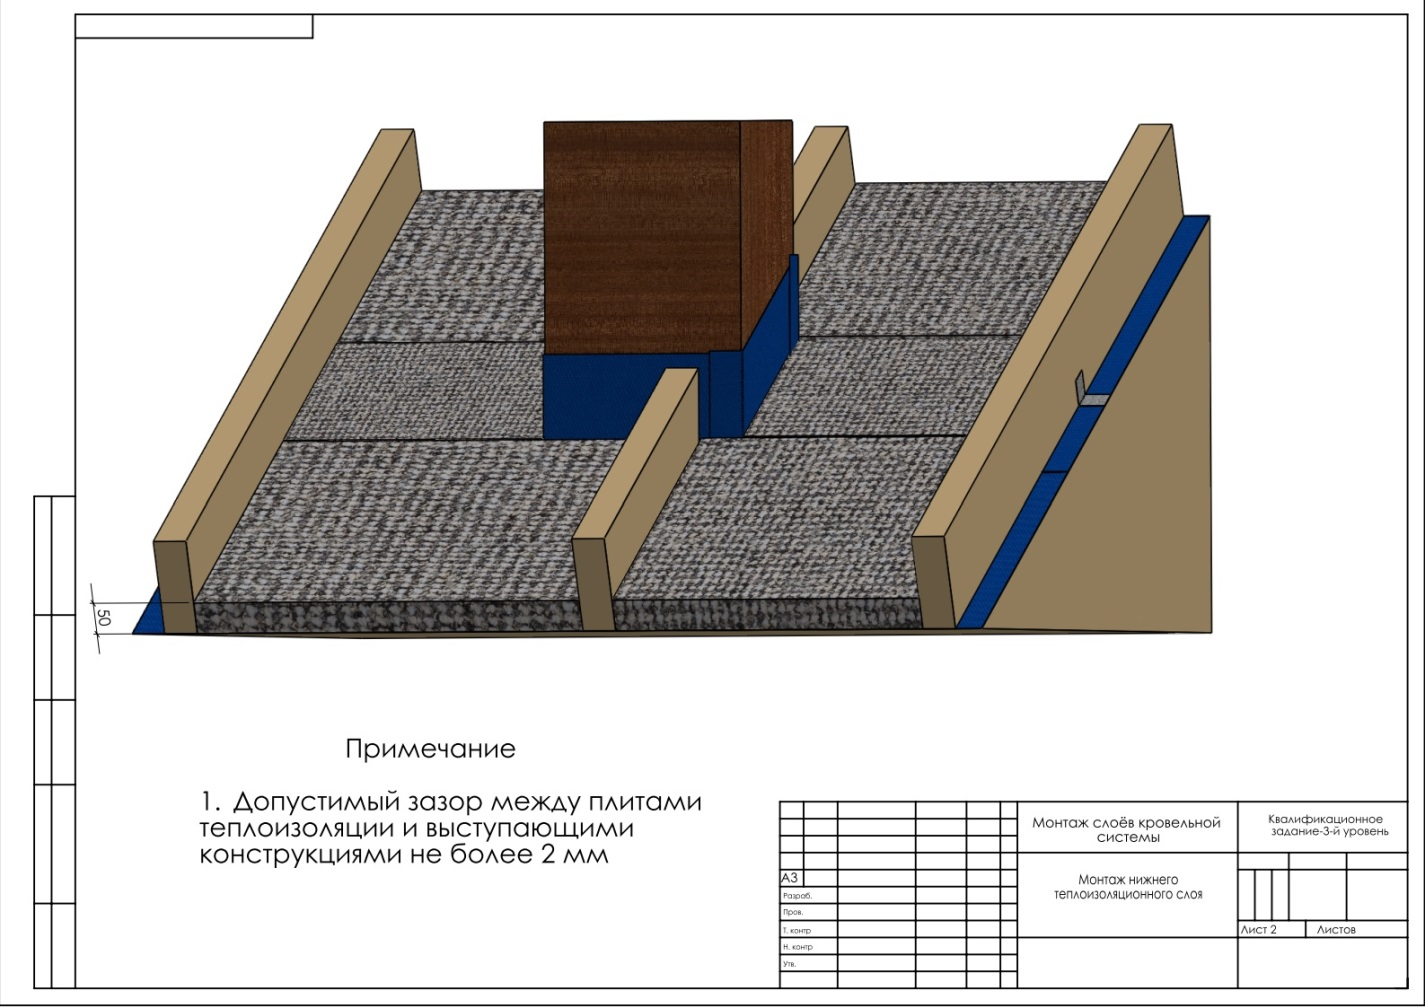 50
Примечание
1. Допустимый зазор между плитами
теплоизоляции и выступающими
конструкциями не более 2 мм
Монтаж слоёв кровельной
системы
Квалификационное
задание-3-й уровень
А3
Монтаж нижнего
теплоизоляционного слоя
Разраб.
Пров.
Т. контр
Лист 2
Листов
Н. контр
Утв.